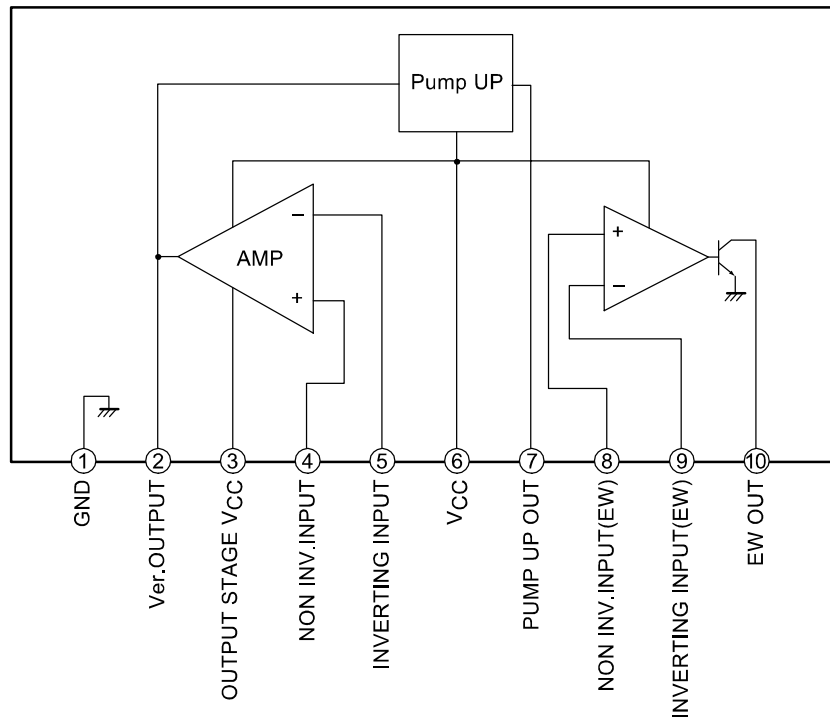 Pump UP
AMP
−
+
+
−
1
2
3
4
5
6
7
8
9
10
GND
Ver.OUTPUT
OUTPUT STAGE VCC
NON INV.INPUT
INVERTING INPUT
VCC
PUMP UP OUT
NON INV.INPUT(EW)
INVERTING INPUT(EW)
EW OUT